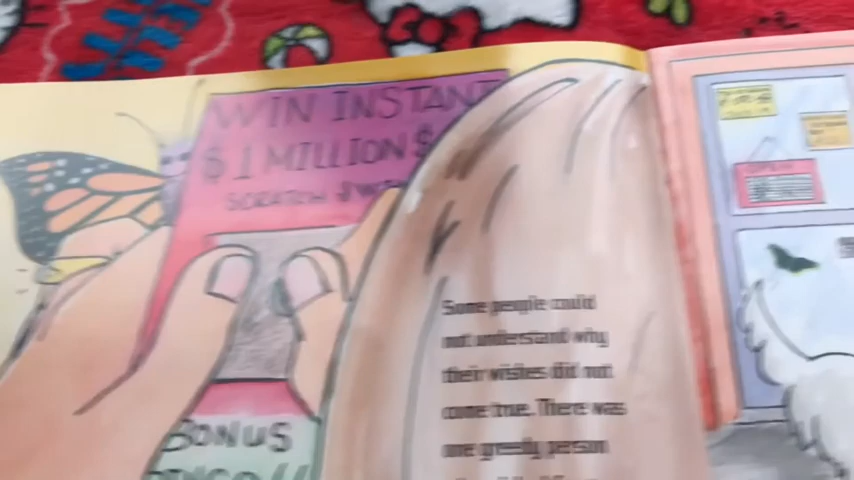 WIN INSTANT
$ 1 MILLION $
SCRATCH
BONUS
Some people could
not understand why
their wishes did not
come true. There was
one greedy person